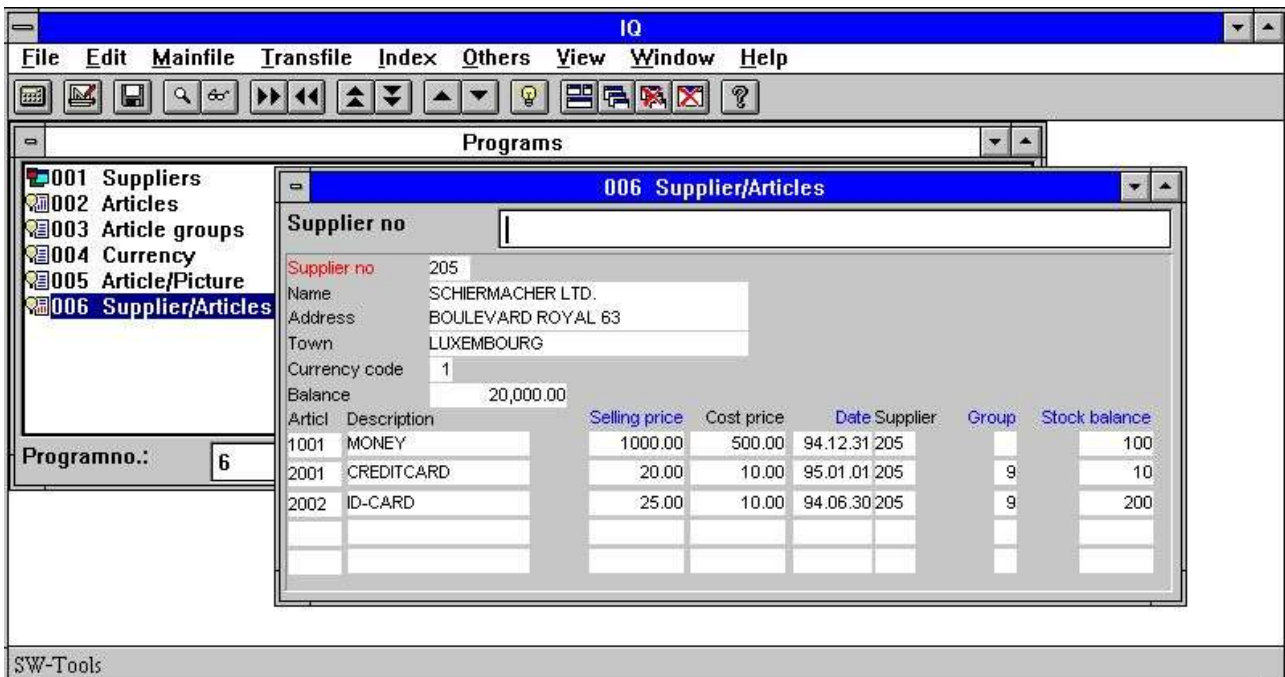 IQ
File Edit Mainfile Transfile Index Others View Window Help
Programs
001 Suppliers
002 Articles
003 Article groups
004 Currency
005 Article/Picture
006 Supplier/Articles
Programno.: 6
006 Supplier/Articles
Supplier no
Supplier no 205
Name SCHIERMACHER LTD.
Address BOULEVARD ROYAL 63
Town LUXEMBOURG
Currency code 1
Balance 20,000.00
Articl Description Selling price Cost price Date Supplier Group Stock balance
1001 MONEY 1000.00 500.00 94.12.31 205 100
2001 CREDITCARD 20.00 10.00 95.01.01 205 9 10
2002 ID-CARD 25.00 10.00 94.06.30 205 9 200
SW-Tools